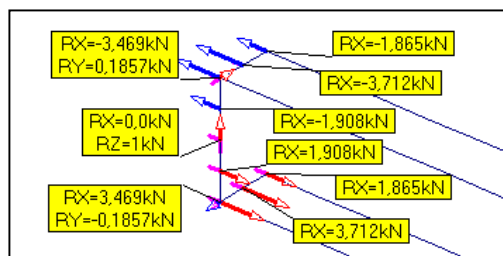 RX=-3,469kN
RY=0,1857kN
RX=-1,865kN
RX=-3,712kN
RX=0,0kN
RZ=1kN
RX=-1,908kN
RX=1,908kN
RX=1,865kN
RX=3,469kN
RY=-0,1857kN
RX=3,712kN